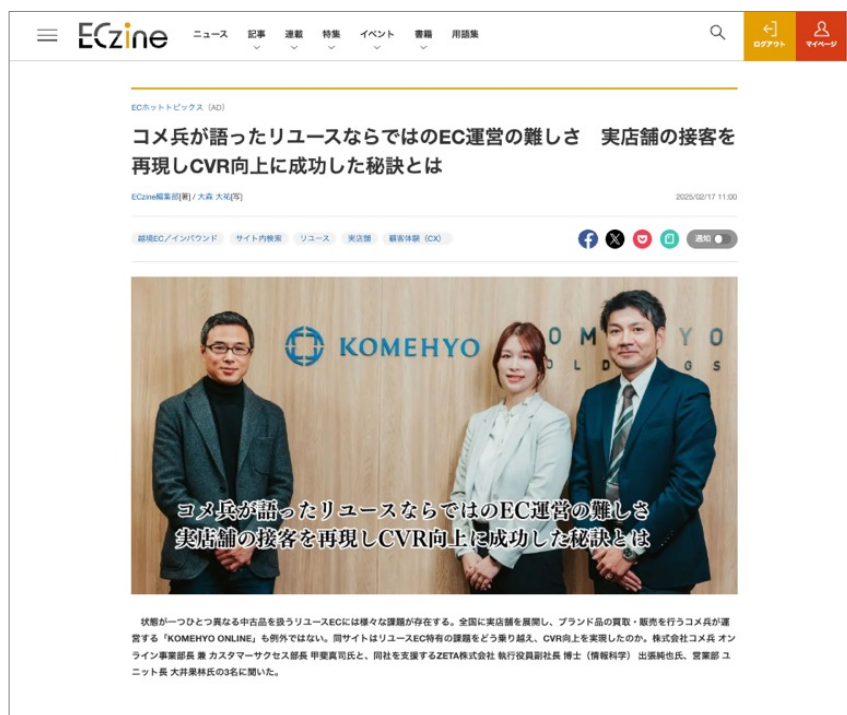 ECzine
ニュース
記事
連載
特集
イベント
書籍
用語集
ログアウト
マイページ
ECホットトピックス（AD）
コメ兵が語ったリユースならではのEC運営の難しさ　実店舗の接客を
再現しCVR向上に成功した秘訣とは
ECzine編集部[著] / 大森 大祐[写]
2025/02/17 11:00
越境EC／インバウンド
サイト内検索
リユース
実店舗
顧客体験（CX）
通知
KOMEHYO
コメ兵が語ったリユースならではのEC運営の難しさ
実店舗の接客を再現しCVR向上に成功した秘訣とは
状態が一つひとつ異なる中古品を扱うリユースECには様々な課題が存在する。全国に実店舗を展開し、ブランド品の買取・販売を行うコメ兵が運
営する「KOMEHYO ONLINE」も例外ではない。同サイトはリユースEC特有の課題をどう乗り越え、CVR向上を実現したのか。株式会社コメ兵 オン
ライン事業部長 兼 カスタマーサクセス部長 甲斐真司氏と、同社を支援するZETA株式会社 執行役員副社長 博士（情報科学） 出張純也氏、営業部 ユ
ニット長 大井果林氏の3名に聞いた。